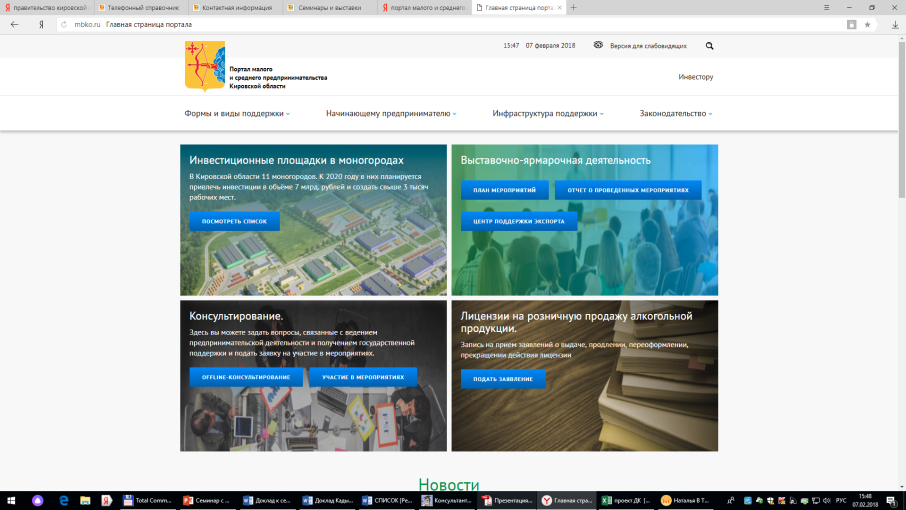 правительство кировской
Телефонный справочник
Контактная информация
Семинары и выставки
портал малого и среднего
Главная страница порта
mbko.ru Главная страница портала
15:47 07 февраля 2018 Версия для слабовидящих
Портал малого
и среднего предпринимательства
Кировской области
Инвестору
Формы и виды поддержки
Начинающему предпринимателю
Инфраструктура поддержки
Законодательство
Инвестиционные площадки в моногородах
В Кировской области 11 моногородов. К 2020 году в них планируется
привлечь инвестиции в объёме 7 млрд. рублей и создать свыше 3 тысяч
рабочих мест.
ПОСМОТРЕТЬ СПИСОК
Выставочно-ярмарочная деятельность
ПЛАН МЕРОПРИЯТИЙ
ОТЧЕТ О ПРОВЕДЕННЫХ МЕРОПРИЯТИЯХ
ЦЕНТР ПОДДЕРЖКИ ЭКСПОРТА
Консультирование.
Здесь вы можете задать вопросы, связанные с ведением
предпринимательской деятельности и получением государственной
поддержки и подать заявку на участие в мероприятиях.
OFFLINE-КОНСУЛЬТИРОВАНИЕ
УЧАСТИЕ В МЕРОПРИЯТИЯХ
Лицензии на розничную продажу алкогольной
продукции.
Запись на прием заявлений о выдаче, продлении, переоформлении,
прекращении действия лицензии
ПОДАТЬ ЗАЯВЛЕНИЕ
Новости
Total Comm...
Семинар с ...
Доклад к се...
Доклад Кады...
СПИСОК [Ре...
Консультант...
Презентация...
Главная стра...
проект ДК [...
Наталья В Т...
РУС
15:48
07.02.2018